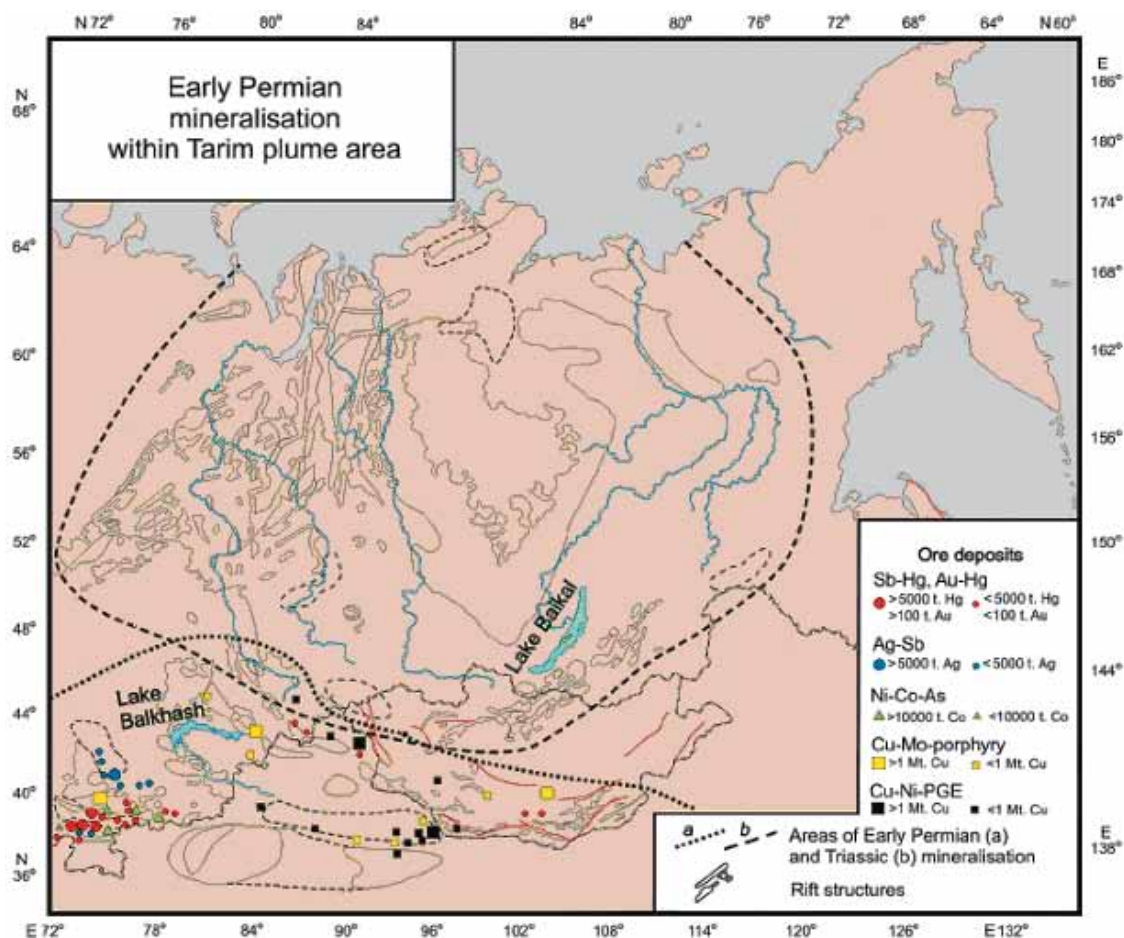 N 72° 76° 80° 84° 84° 80° 76° 72° 68° 64° N 60°
Early Permian
mineralisation
within Tarim plume area
N
68°
64°
60°
56°
52°
48°
44°
40°
N
36°
E
186°
180°
174°
168°
162°
156°
150°
144°
E
138°
Lake Baikal
Lake
Balkhash
Ore deposits
Sb-Hg, Au-Hg
>5000 t. Hg <5000 t. Hg
>100 t. Au <100 t. Au
Ag-Sb
>5000 t. Ag <5000 t. Ag
Ni-Co-As
>10000 t. Co <10000 t. Co
Cu-Mo-porphyry
>1 Mt. Cu <1 Mt. Cu
Cu-Ni-PGE
>1 Mt. Cu <1 Mt. Cu
a b Areas of Early Permian (a)
and Triassic (b) mineralisation
Rift structures
E 72° 78° 84° 90° 96° 102° 108° 114° 120° 126° E 132°